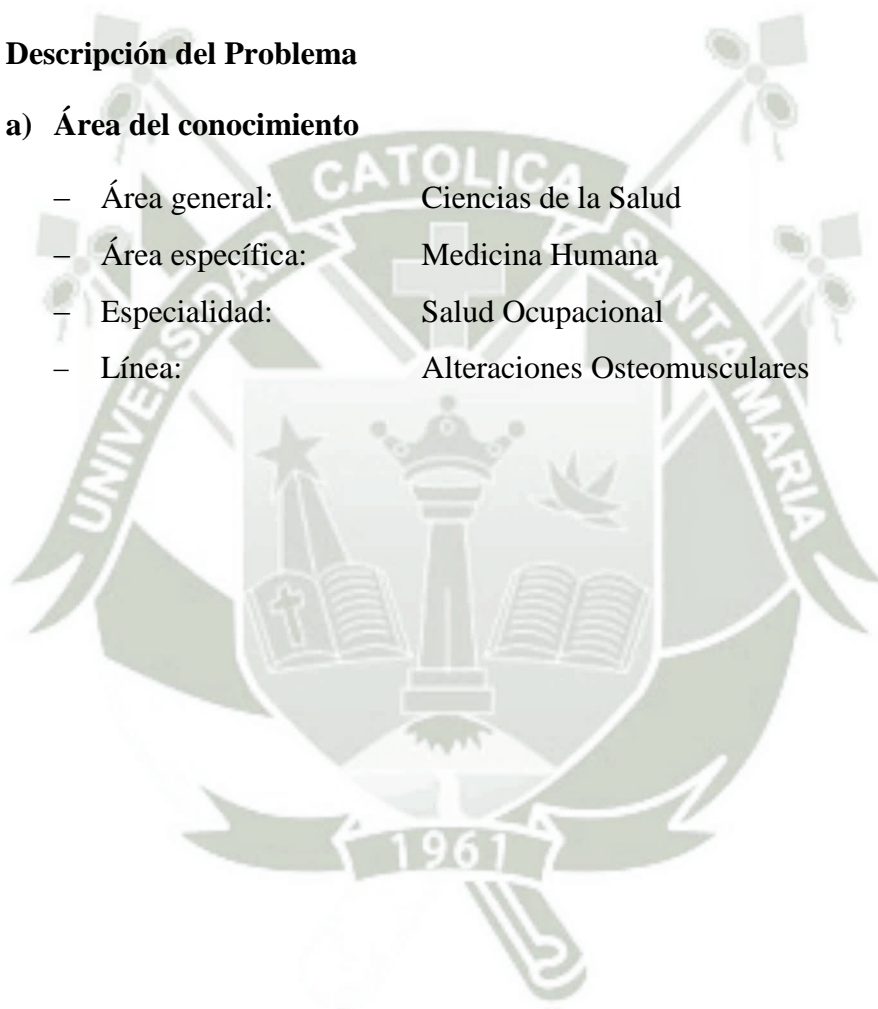 Descripción del Problema
a) Área del conocimiento
– Área general: Ciencias de la Salud
– Área específica: Medicina Humana
– Especialidad: Salud Ocupacional
– Línea: Alteraciones Osteomusculares
UNIVERSIDAD CATOLICA SANTA MARIA
1961